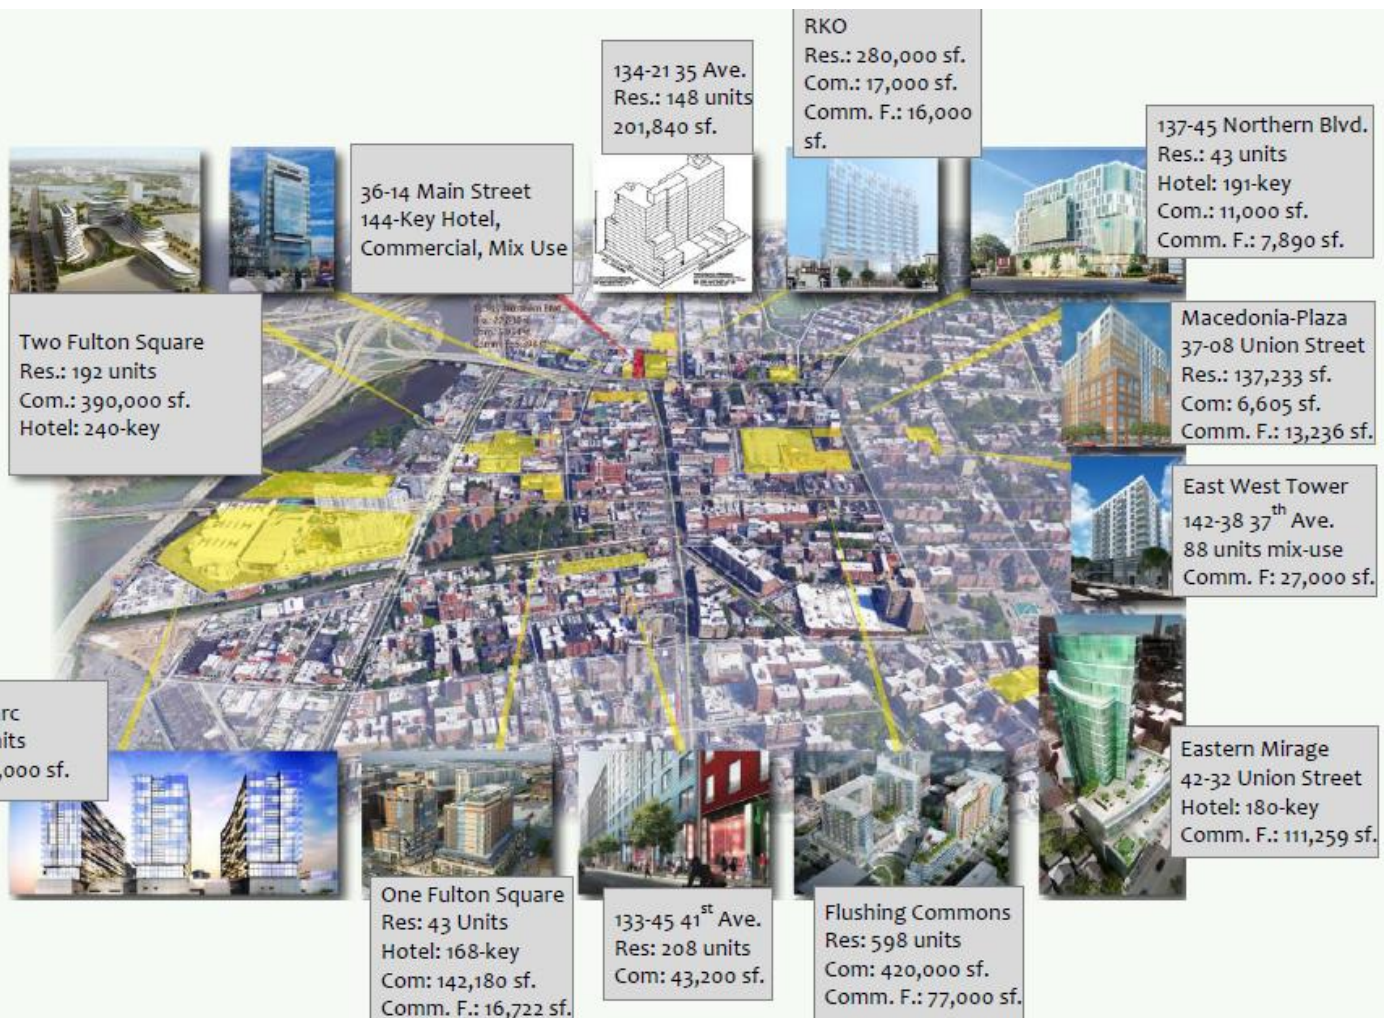 RKO
Res.: 280,000 sf.
Com.: 17,000 sf.
Comm. F.: 16,000
sf.
134-21 35 Ave.
Res.: 148 units
201,840 sf.
137-45 Northern Blvd.
Res.: 43 units
Hotel: 191-key
Com.: 11,000 sf.
Comm. F.: 7,890 sf.
36-14 Main Street
144-Key Hotel,
Commercial, Mix Use
Two Fulton Square
Res.: 192 units
Com.: 390,000 sf.
Hotel: 240-key
Macedonia-Plaza
37-08 Union Street
Res.: 137,233 sf.
Com: 6,605 sf.
Comm. F.: 13,236 sf.
East West Tower
142-38 37th Ave.
88 units mix-use
Comm. F: 27,000 sf.
rc
its
,000 sf.
Eastern Mirage
42-32 Union Street
Hotel: 180-key
Comm. F.: 111,259 sf.
One Fulton Square
Res: 43 Units
Hotel: 168-key
Com: 142,180 sf.
Comm. F.: 16,722 sf.
133-45 41st Ave.
Res: 208 units
Com: 43,200 sf.
Flushing Commons
Res: 598 units
Com: 420,000 sf.
Comm. F.: 77,000 sf.